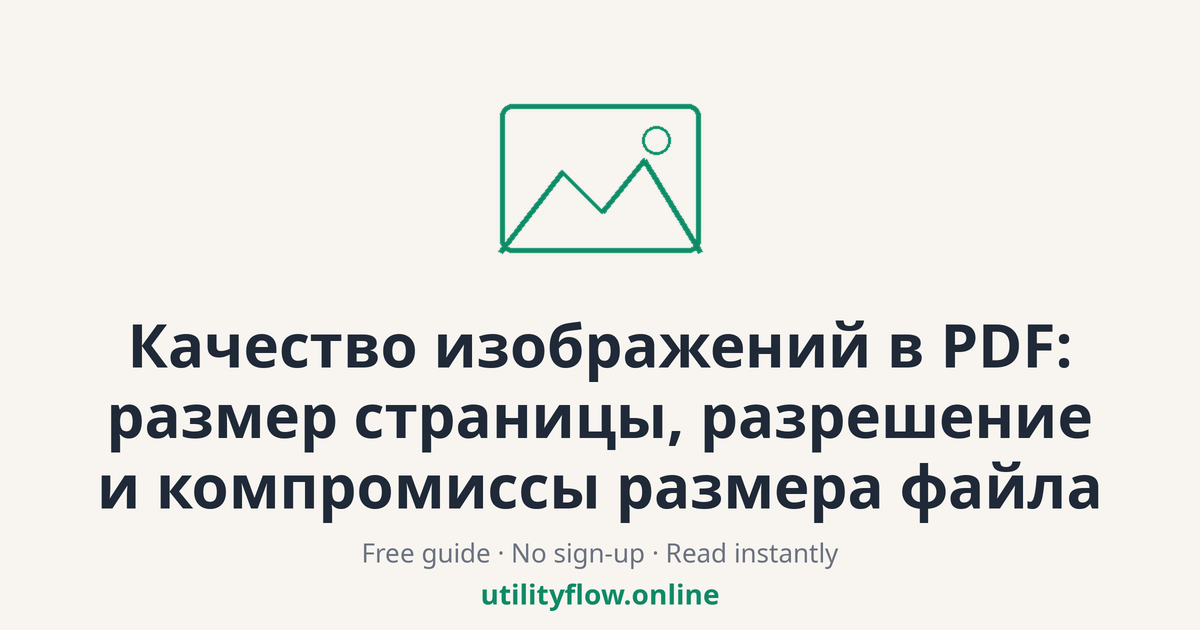 Качество изображений в PDF:
размер страницы, разрешение
и компромиссы размера файла
Free guide · No sign-up · Read instantly
utilityflow.online